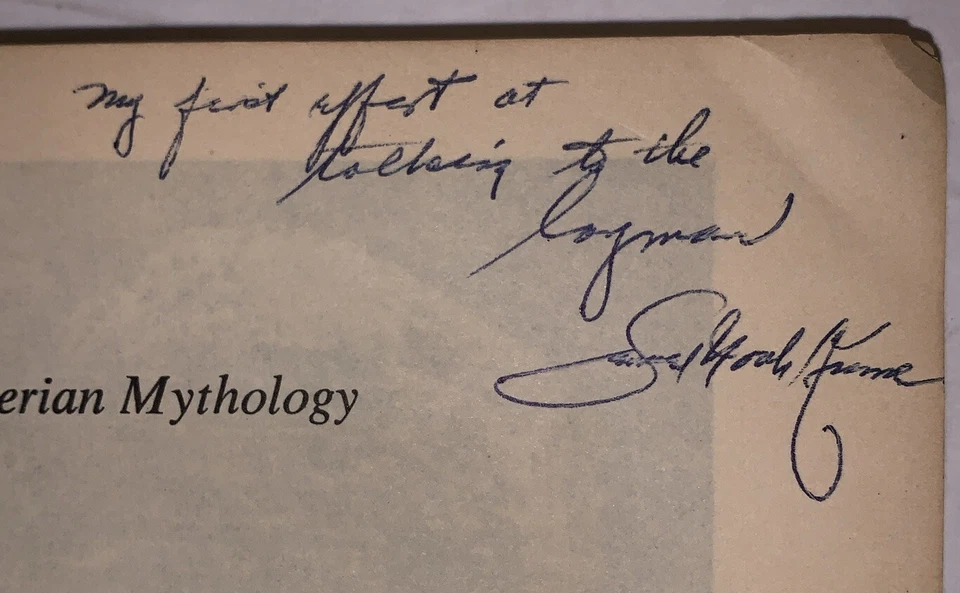 My first effort at
talking to the
layman
Samuel Noah Kramer
erian Mythology